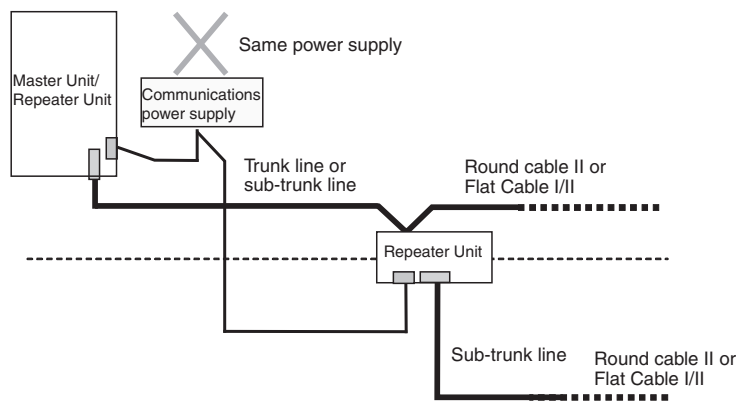 Same power supply
Master Unit/
Repeater Unit
Communications
power supply
Trunk line or
sub-trunk line
Round cable II or
Flat Cable I/II
Repeater Unit
Sub-trunk line
Round cable II or
Flat Cable I/II